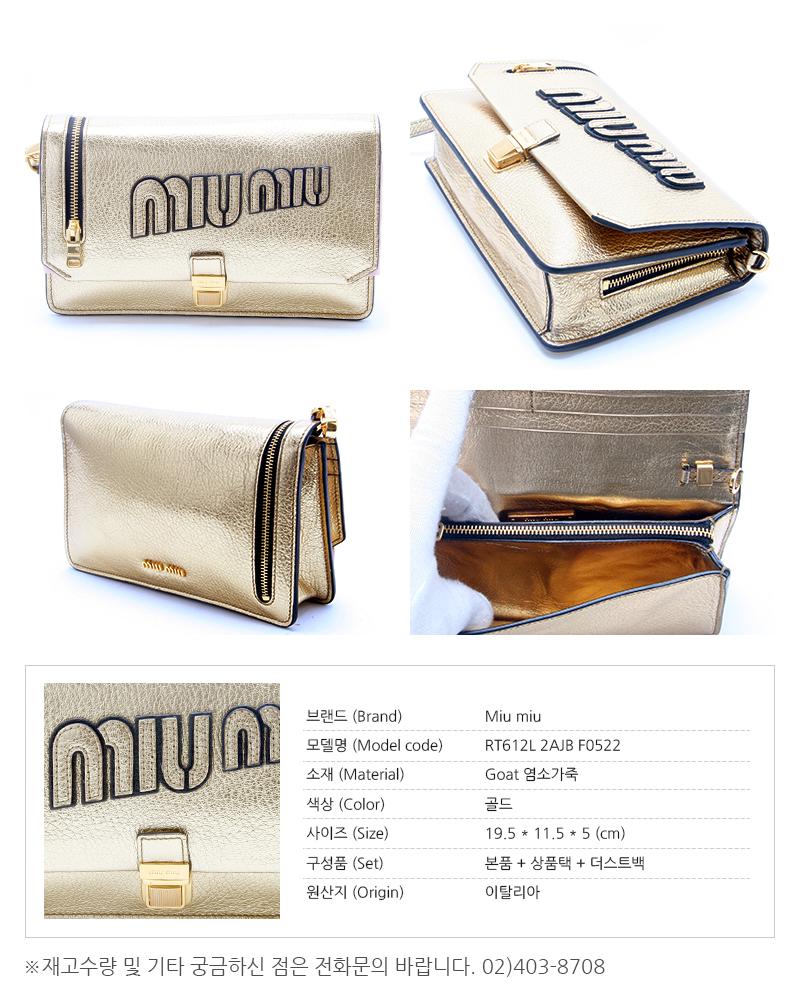 MIU MIU
MIU MIU
miu miu
miu miu
MIU M
miu miu
브랜드 (Brand) Miu miu
모델명 (Model code) RT612L 2AJB F0522
소재 (Material) Goat 염소가죽
색상 (Color) 골드
사이즈 (Size) 19.5 * 11.5 * 5 (cm)
구성품 (Set) 본품 + 상품택 + 더스트백
원산지 (Origin) 이탈리아
※재고수량 및 기타 궁금하신 점은 전화문의 바랍니다. 02)403-8708